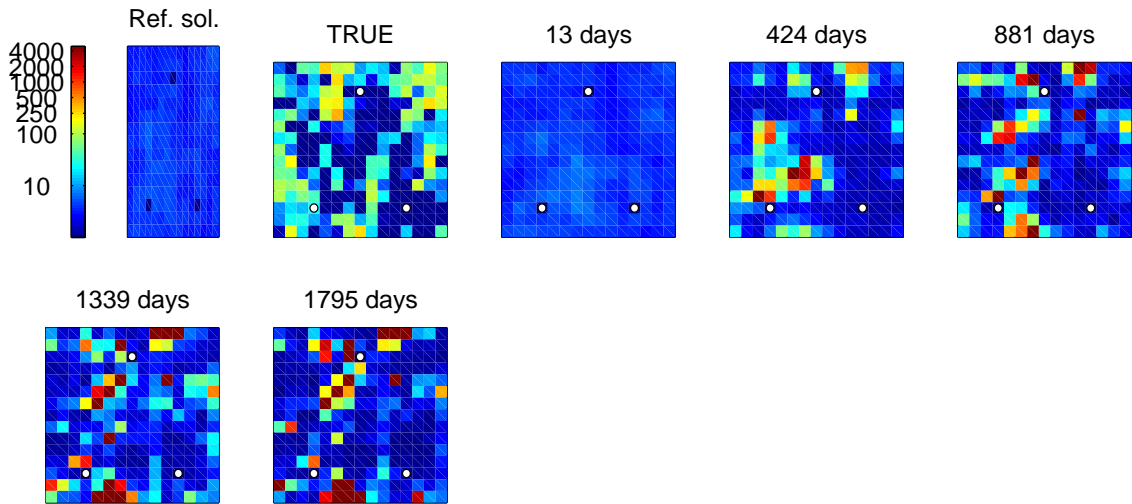 Ref. sol.
TRUE
13 days
424 days
881 days
4000
2000
1000
500
250
100
10
1339 days
1795 days